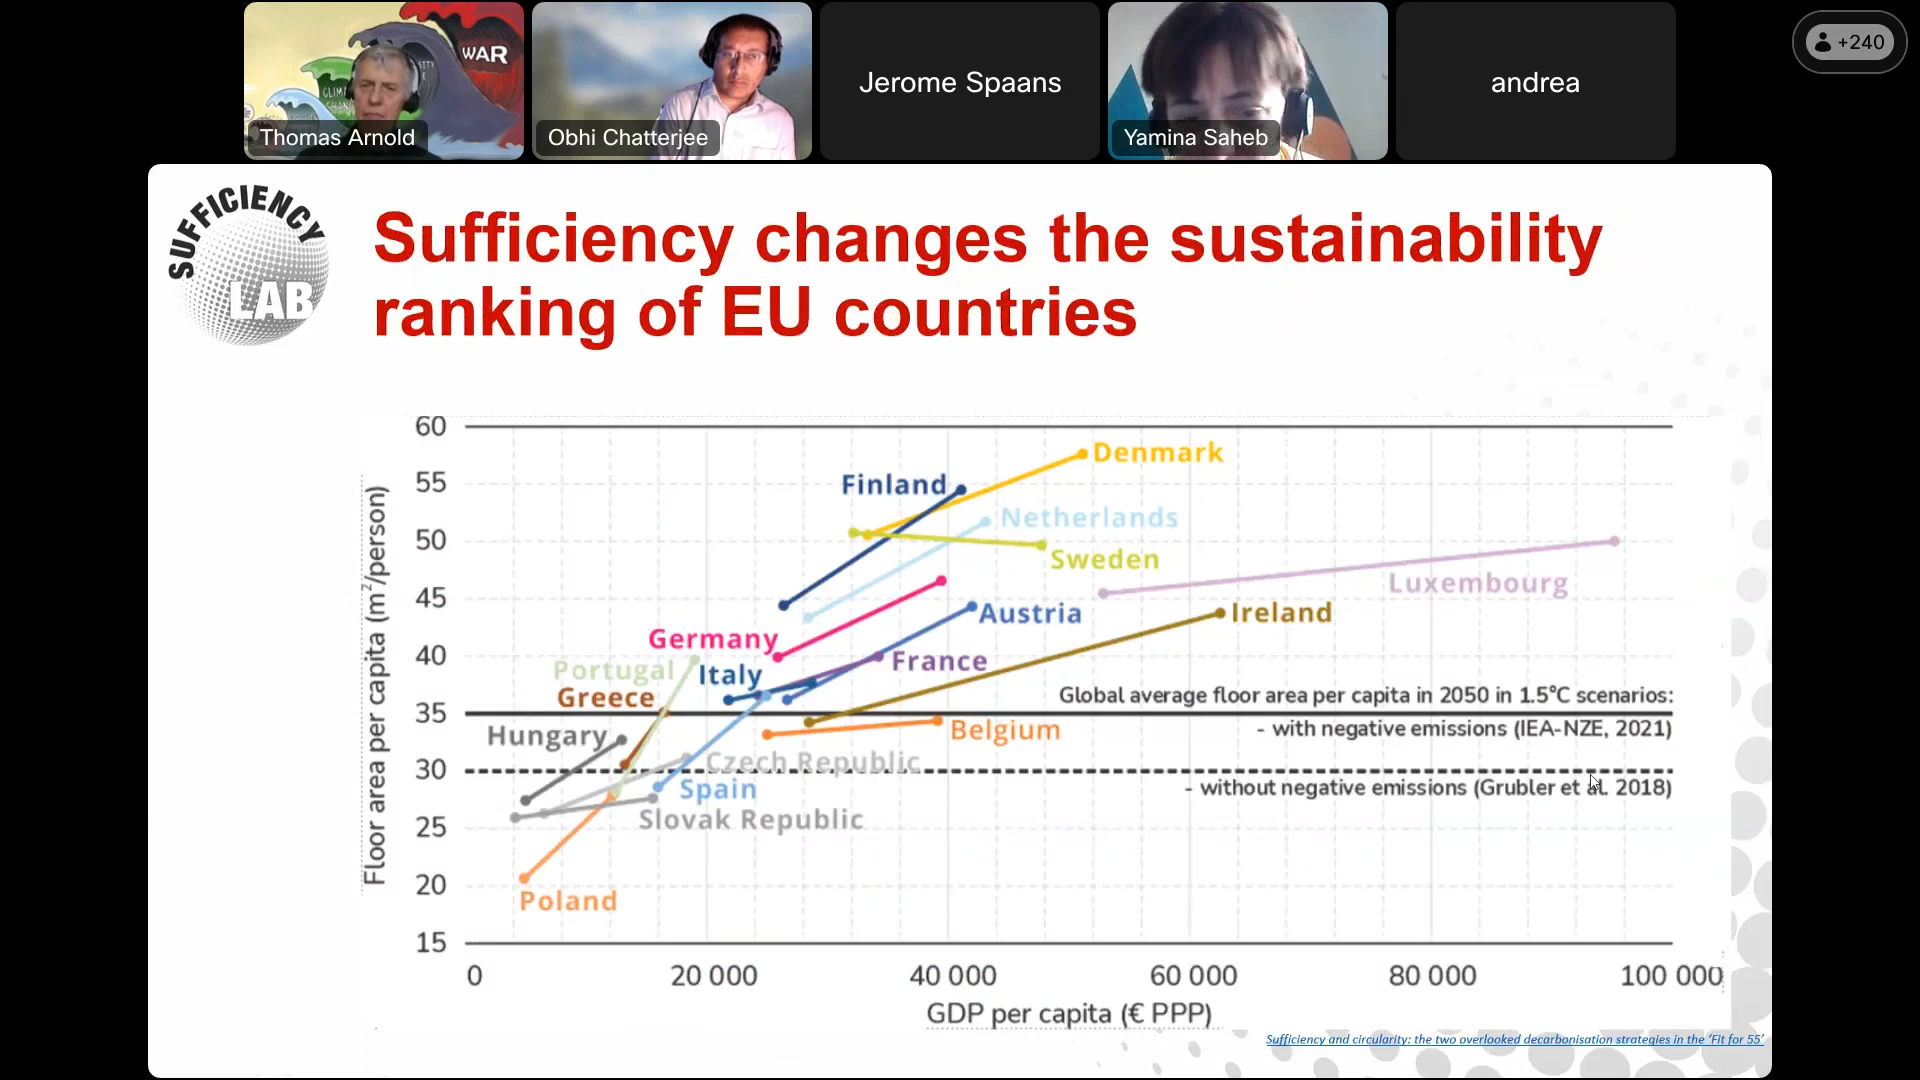 WAR
Thomas Arnold
Obhi Chatterjee
Jerome Spaans
Yamina Saheb
andrea
+240
SUFFICIENCY
LAB
Sufficiency changes the sustainability
ranking of EU countries
Floor area per capita (m²/person)
60
55
50
45
40
35
30
25
20
15
Denmark
Finland
Netherlands
Sweden
Luxembourg
Austria
Ireland
Germany
France
Portugal
Italy
Greece
Global average floor area per capita in 2050 in 1.5°C scenarios:
- with negative emissions (IEA-NZE, 2021)
Hungary
Belgium
Czech Republic
- without negative emissions (Grubler et al. 2018)
Spain
Slovak Republic
Poland
0
20 000
40 000
60 000
80 000
100 000
GDP per capita (€ PPP)
Sufficiency and circularity: the two overlooked decarbonisation strategies in the 'Fit for 55'